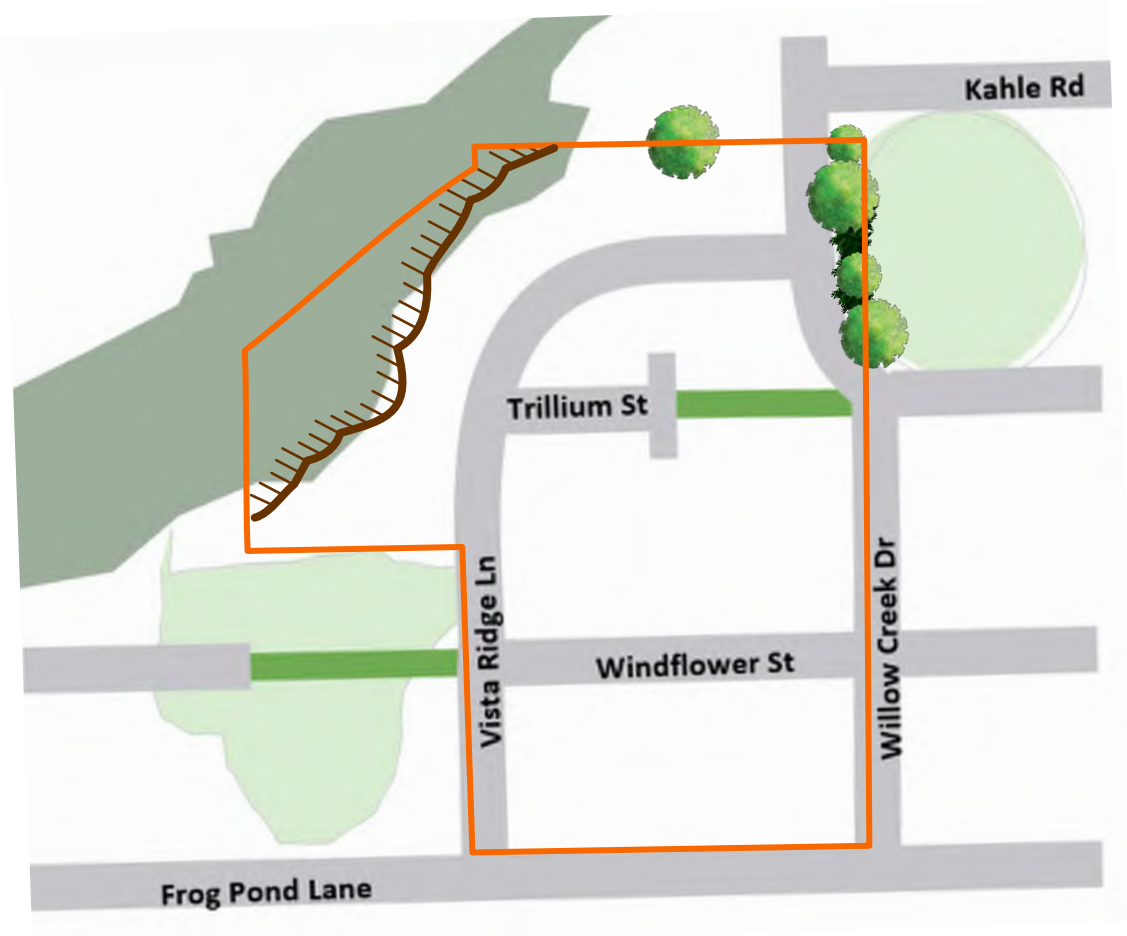 Kahle Rd
Trillium St
Vista Ridge Ln
Windflower St
Willow Creek Dr
Frog Pond Lane